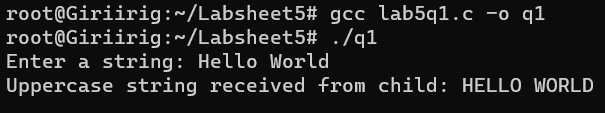 root@Giriirig:~/Labsheet5# gcc lab5q1.c -o q1
root@Giriirig:~/Labsheet5# ./q1
Enter a string: Hello World
Uppercase string received from child: HELLO WORLD